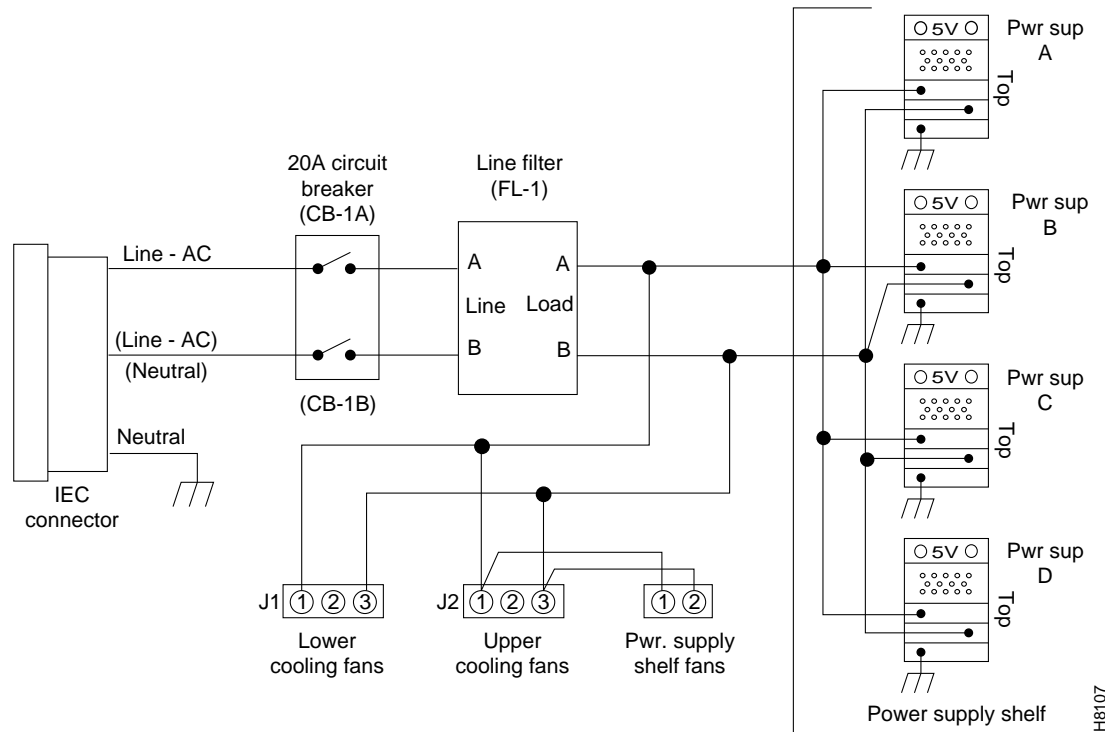 5V
Pwr sup
A
Top
20A circuit
breaker
(CB-1A)
Line filter
(FL-1)
5V
Pwr sup
B
Top
Line - AC
A
A
Line
Load
(Line - AC)
(Neutral)
B
B
(CB-1B)
5V
Pwr sup
C
Top
Neutral
IEC
connector
J1 1 2 3
Lower
cooling fans
J2 1 2 3
Upper
cooling fans
1 2
Pwr. supply
shelf fans
5V
Pwr sup
D
Top
Power supply shelf
H8107